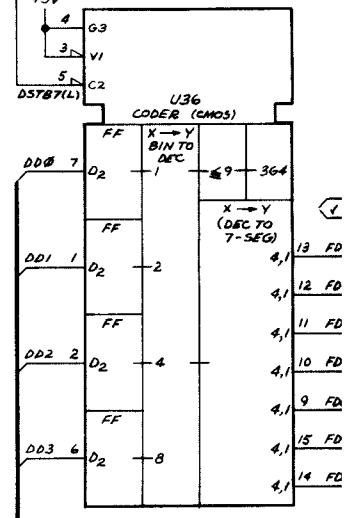 4 G3
3 V1
5 C2
DSTB7(L)
U36
CODER (CMOS)
FF
X → Y
BIN TO
DEC
≤9
3G4
DDØ 7 D2 1
X → Y
(DEC TO
7-SEG)
FF
4,1 13 FD
DD1 1 D2 2
4,1 12 FD
FF
4,1 11 FD
DD2 2 D2 4
4,1 10 FD
4,1 9 FD
FF
4,1 15 FD
DD3 6 D2 8
4,1 14 FD